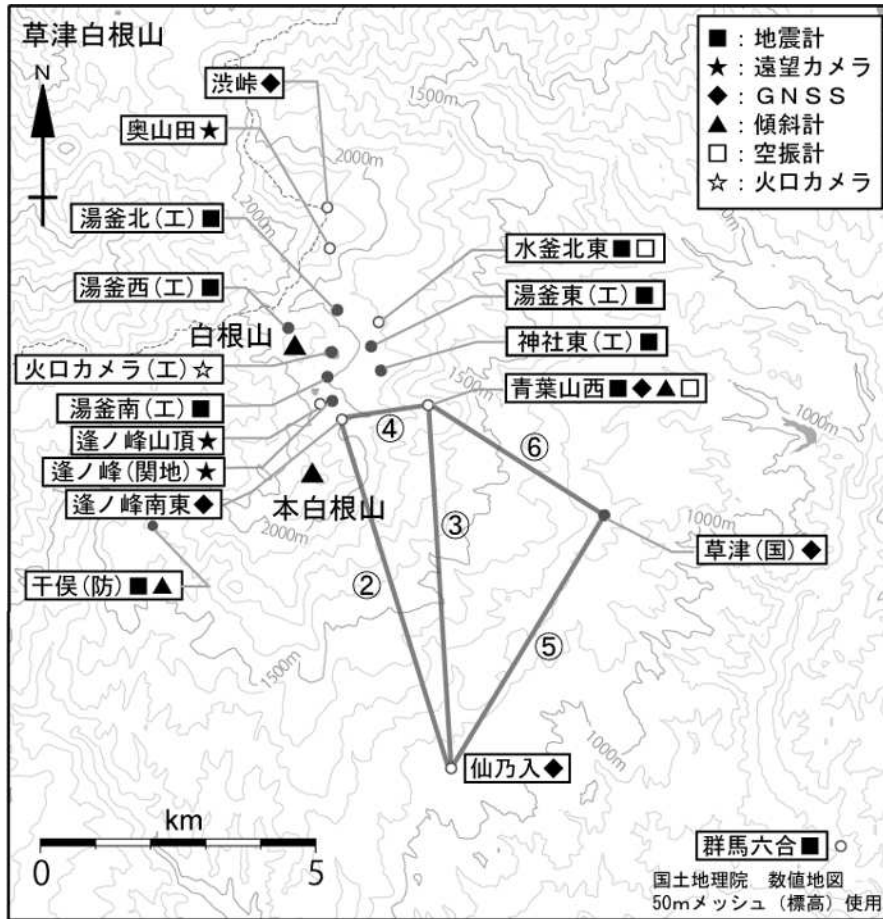 草津白根山
N
■：地震計
★：遠望カメラ
◆：ＧＮＳＳ
▲：傾斜計
□：空振計
☆：火口カメラ
渋峠◆
1500m
奥山田★
2000m
湯釜北(工)■
2000m
水釜北東■□
湯釜西(工)■
湯釜東(工)■
白根山
神社東(工)■
火口カメラ(工)☆
1500m
青葉山西■◆▲□
湯釜南(工)■
1000m
逢ノ峰山頂★
④
⑥
逢ノ峰(関地)★
逢ノ峰南東◆
本白根山
2000m
③
1000m
草津(国)◆
干俣(防)■▲
②
1500m
⑤
1000m
仙乃入◆
km
0 5
群馬六合■
国土地理院 数値地図
50mメッシュ（標高）使用